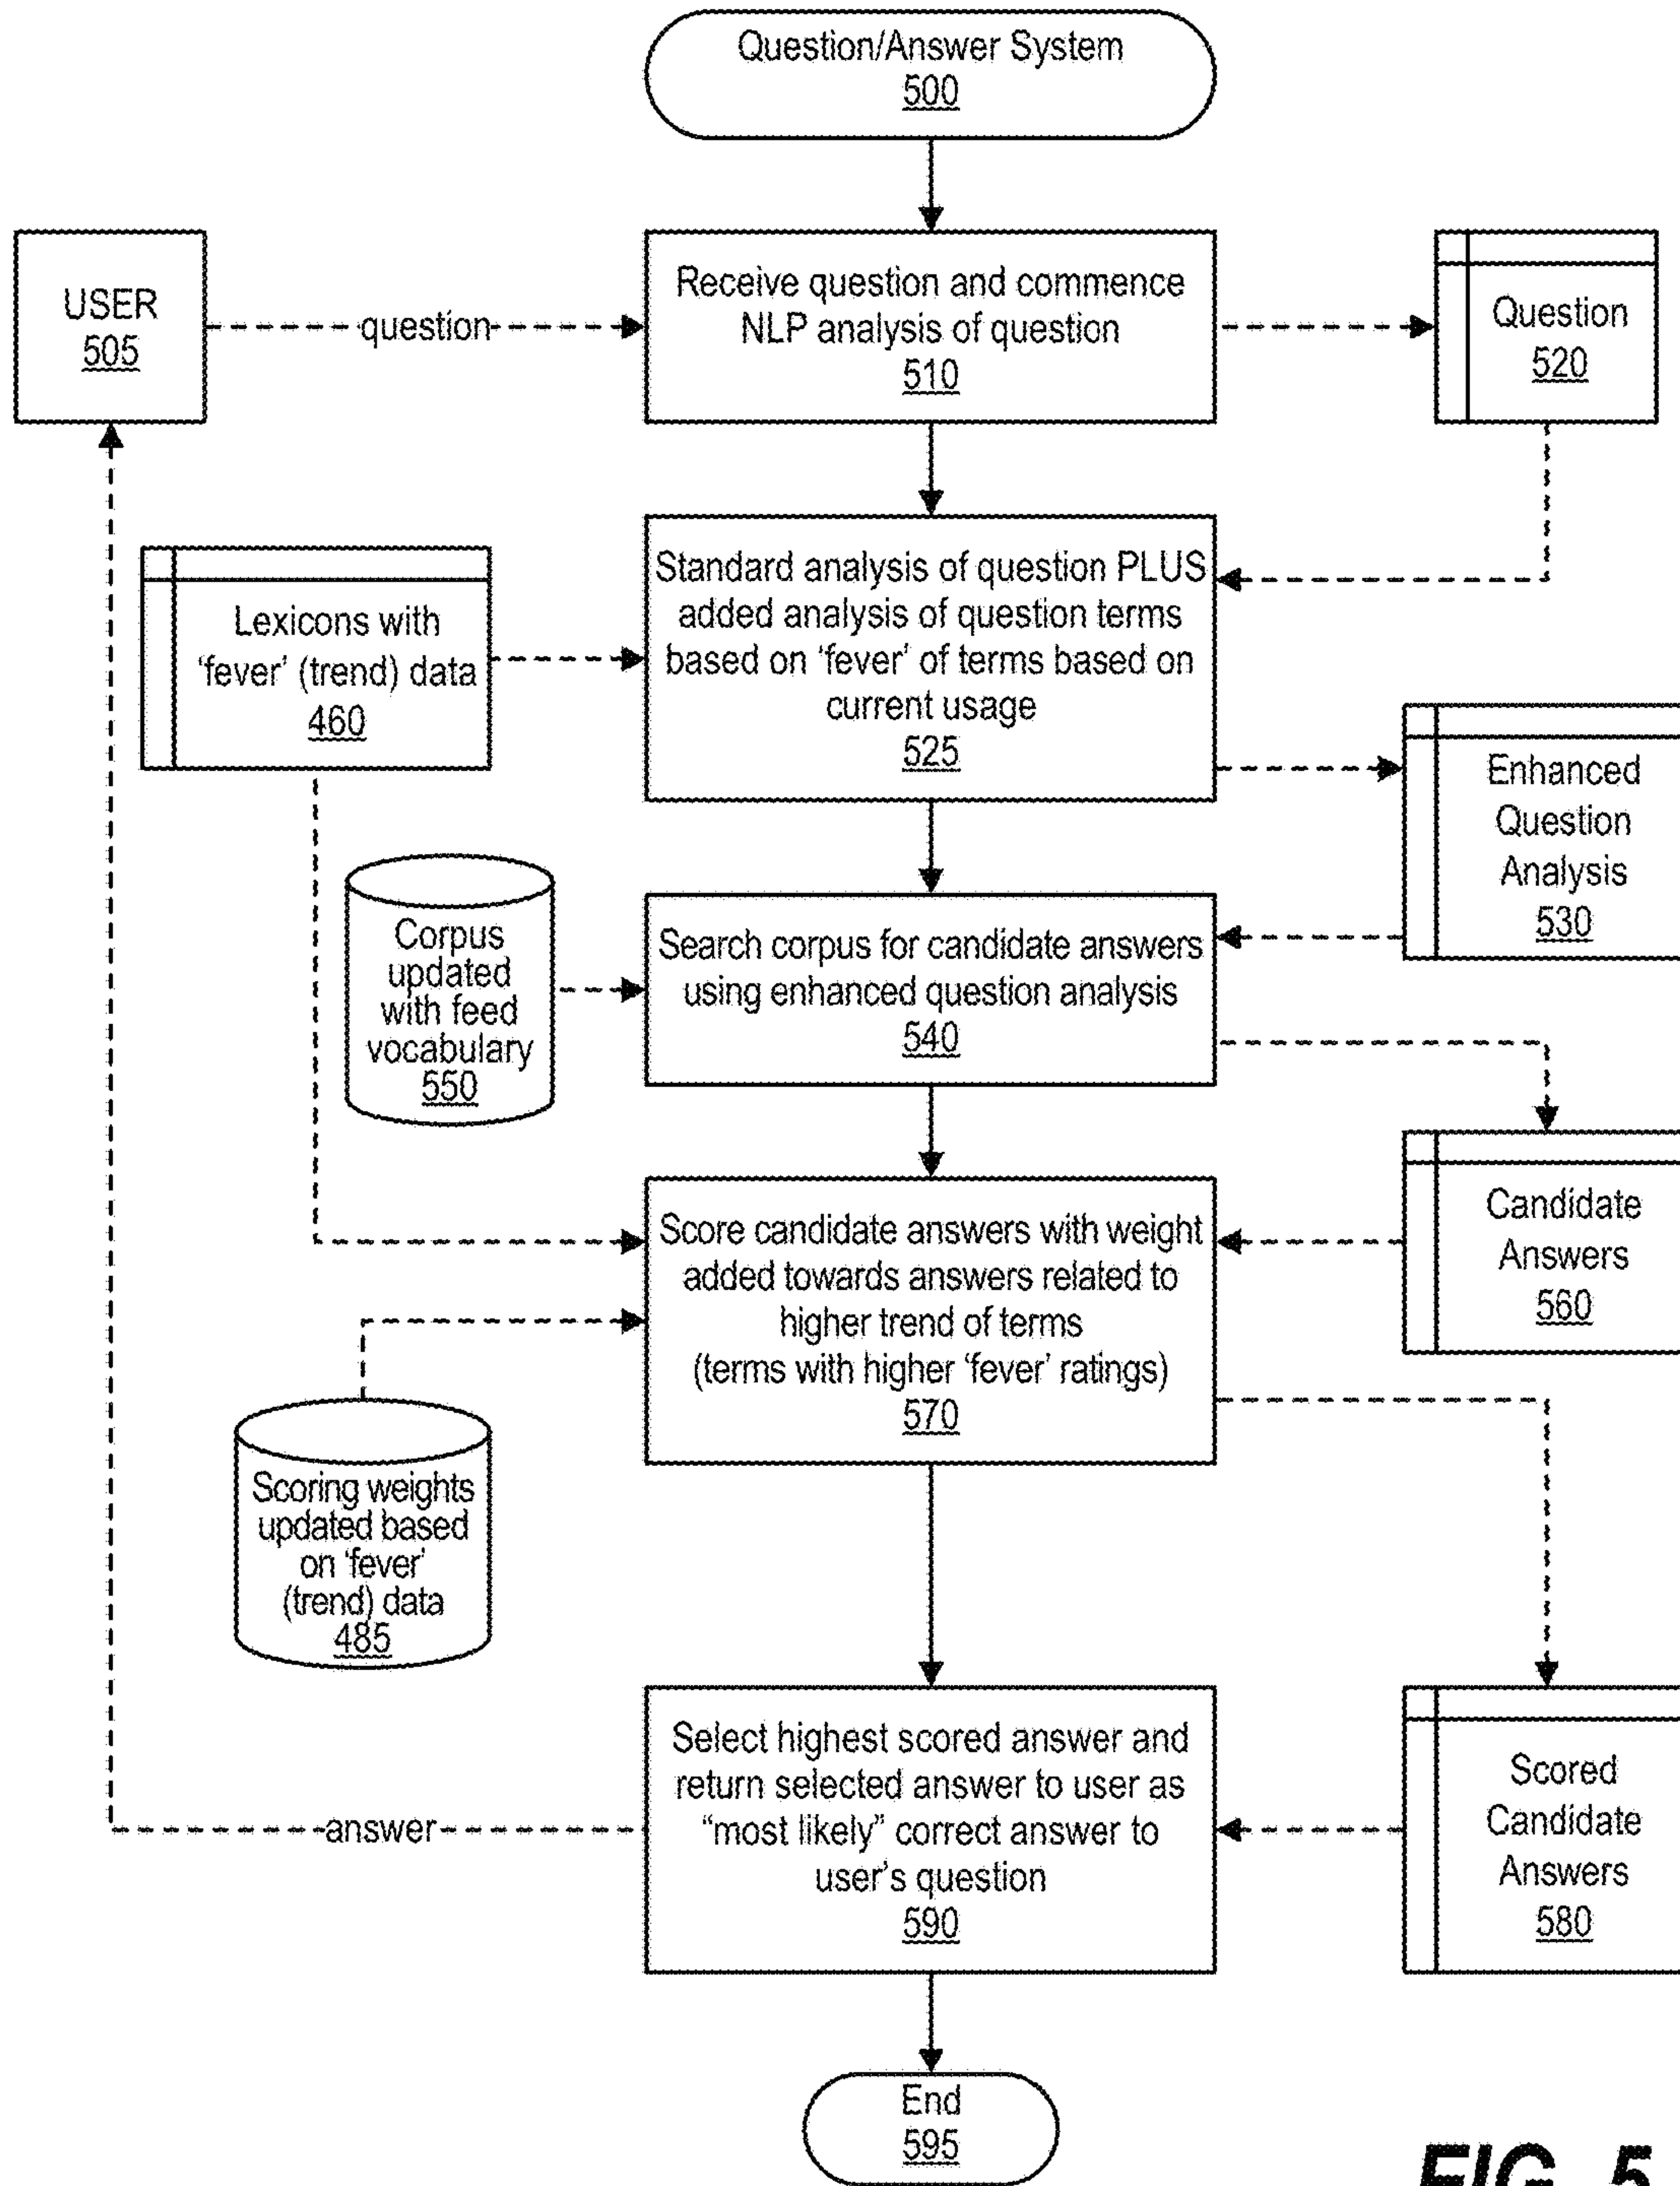 Question/Answer System
500
USER
505
question
Receive question and commence
NLP analysis of question
510
Question
520
Lexicons with
‘fever’ (trend) data
460
Standard analysis of question PLUS
added analysis of question terms
based on ‘fever’ of terms based on
current usage
525
Enhanced
Question
Analysis
530
Corpus
updated
with feed
vocabulary
550
Search corpus for candidate answers
using enhanced question analysis
540
Candidate
Answers
560
Score candidate answers with weight
added towards answers related to
higher trend of terms
(terms with higher ‘fever’ ratings)
570
Scoring weights
updated based
on ‘fever’
(trend) data
485
Select highest scored answer and
return selected answer to user as
“most likely” correct answer to
user’s question
590
answer
Scored
Candidate
Answers
580
End
595
FIG. 5